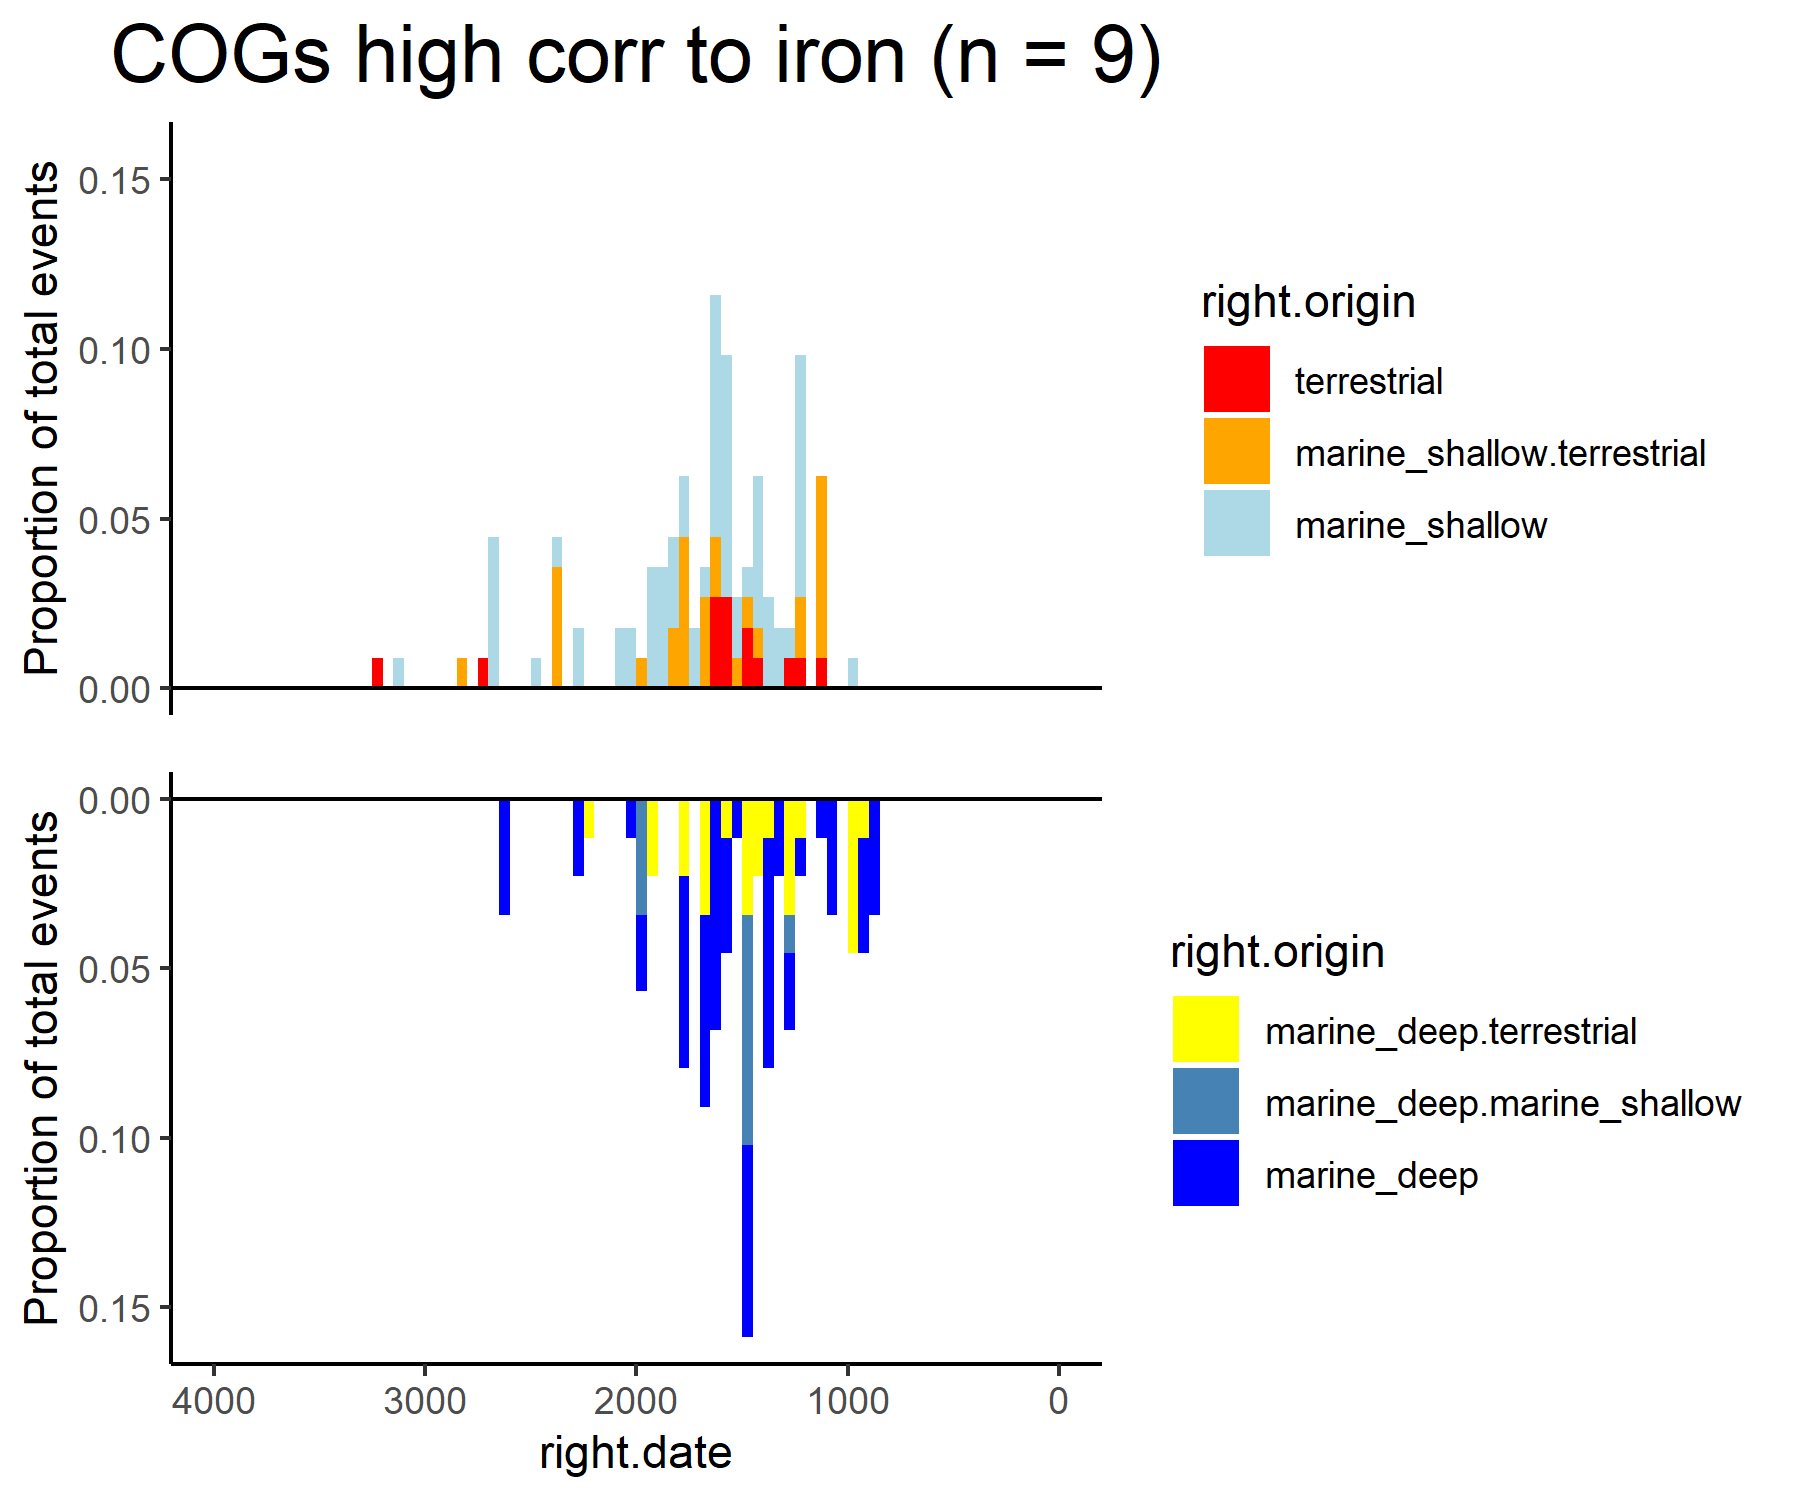 COGs high corr to iron (n = 9)
Proportion of total events
0.15
0.10
0.05
0.00
right.origin
terrestrial
marine_shallow.terrestrial
marine_shallow
Proportion of total events
0.00
0.05
0.10
0.15
right.origin
marine_deep.terrestrial
marine_deep.marine_shallow
marine_deep
4000 3000 2000 1000 0
right.date